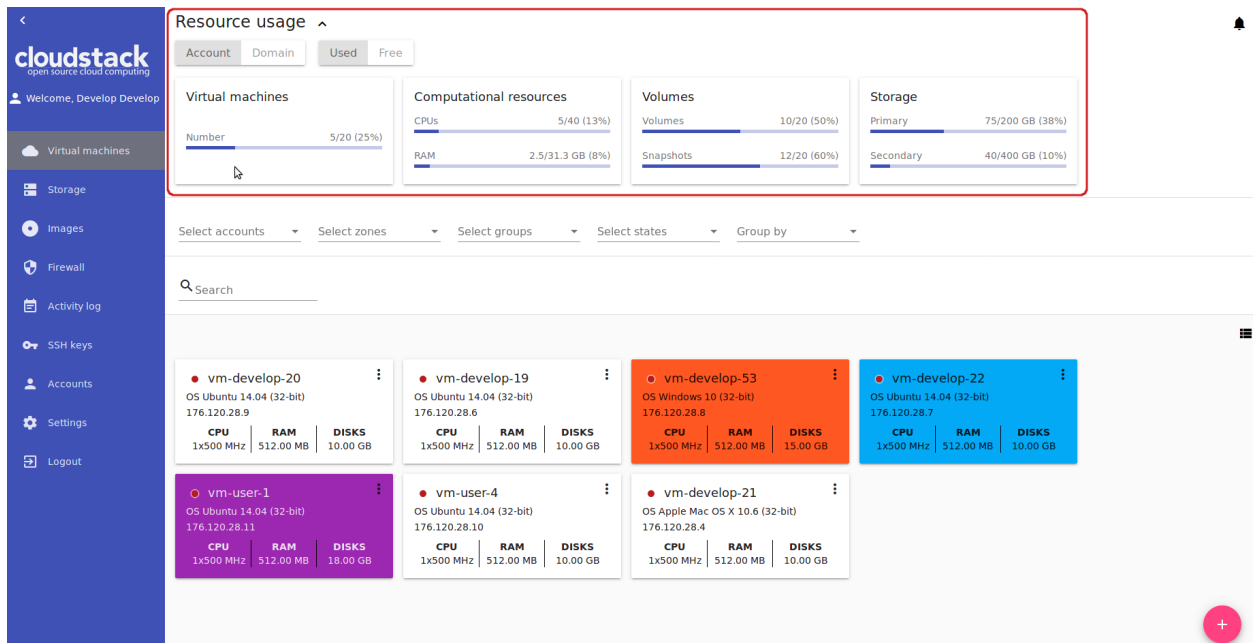 cloudstack
open source cloud computing
Welcome, Develop Develop
Virtual machines
Storage
Images
Firewall
Activity log
SSH keys
Accounts
Settings
Logout
Resource usage
Account Domain Used Free
Virtual machines
Number 5/20 (25%)
Computational resources
CPUs 5/40 (13%)
RAM 2.5/31.3 GB (8%)
Volumes
Volumes 10/20 (50%)
Snapshots 12/20 (60%)
Storage
Primary 75/200 GB (38%)
Secondary 40/400 GB (10%)
Select accounts Select zones Select groups Select states Group by
Search
vm-develop-20
OS Ubuntu 14.04 (32-bit)
176.120.28.9
CPU RAM DISKS
1x500 MHz 512.00 MB 10.00 GB
vm-develop-19
OS Ubuntu 14.04 (32-bit)
176.120.28.6
CPU RAM DISKS
1x500 MHz 512.00 MB 10.00 GB
vm-develop-53
OS Windows 10 (32-bit)
176.120.28.8
CPU RAM DISKS
1x500 MHz 512.00 MB 15.00 GB
vm-develop-22
OS Ubuntu 14.04 (32-bit)
176.120.28.7
CPU RAM DISKS
1x500 MHz 512.00 MB 10.00 GB
vm-user-1
OS Ubuntu 14.04 (32-bit)
176.120.28.11
CPU RAM DISKS
1x500 MHz 512.00 MB 18.00 GB
vm-user-4
OS Ubuntu 14.04 (32-bit)
176.120.28.10
CPU RAM DISKS
1x500 MHz 512.00 MB 10.00 GB
vm-develop-21
OS Apple Mac OS X 10.6 (32-bit)
176.120.28.4
CPU RAM DISKS
1x500 MHz 512.00 MB 10.00 GB